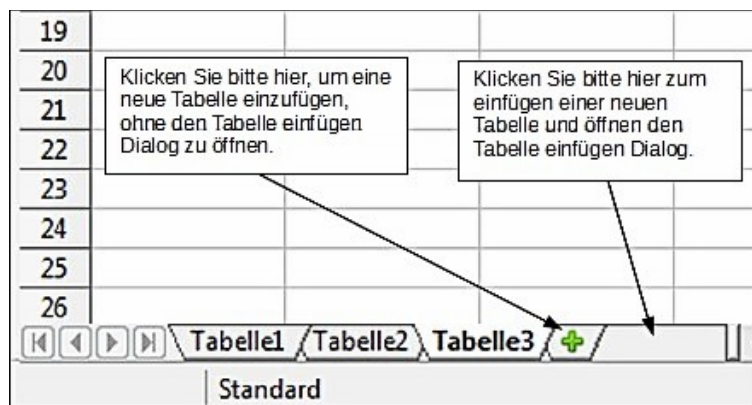 19
20
21
22
23
24
25
26
Klicken Sie bitte hier, um eine
neue Tabelle einzufügen,
ohne den Tabelle einfügen
Dialog zu öffnen.
Klicken Sie bitte hier zum
einfügen einer neuen
Tabelle und öffnen den
Tabelle einfügen Dialog.
Tabelle1 Tabelle2 Tabelle3
Standard